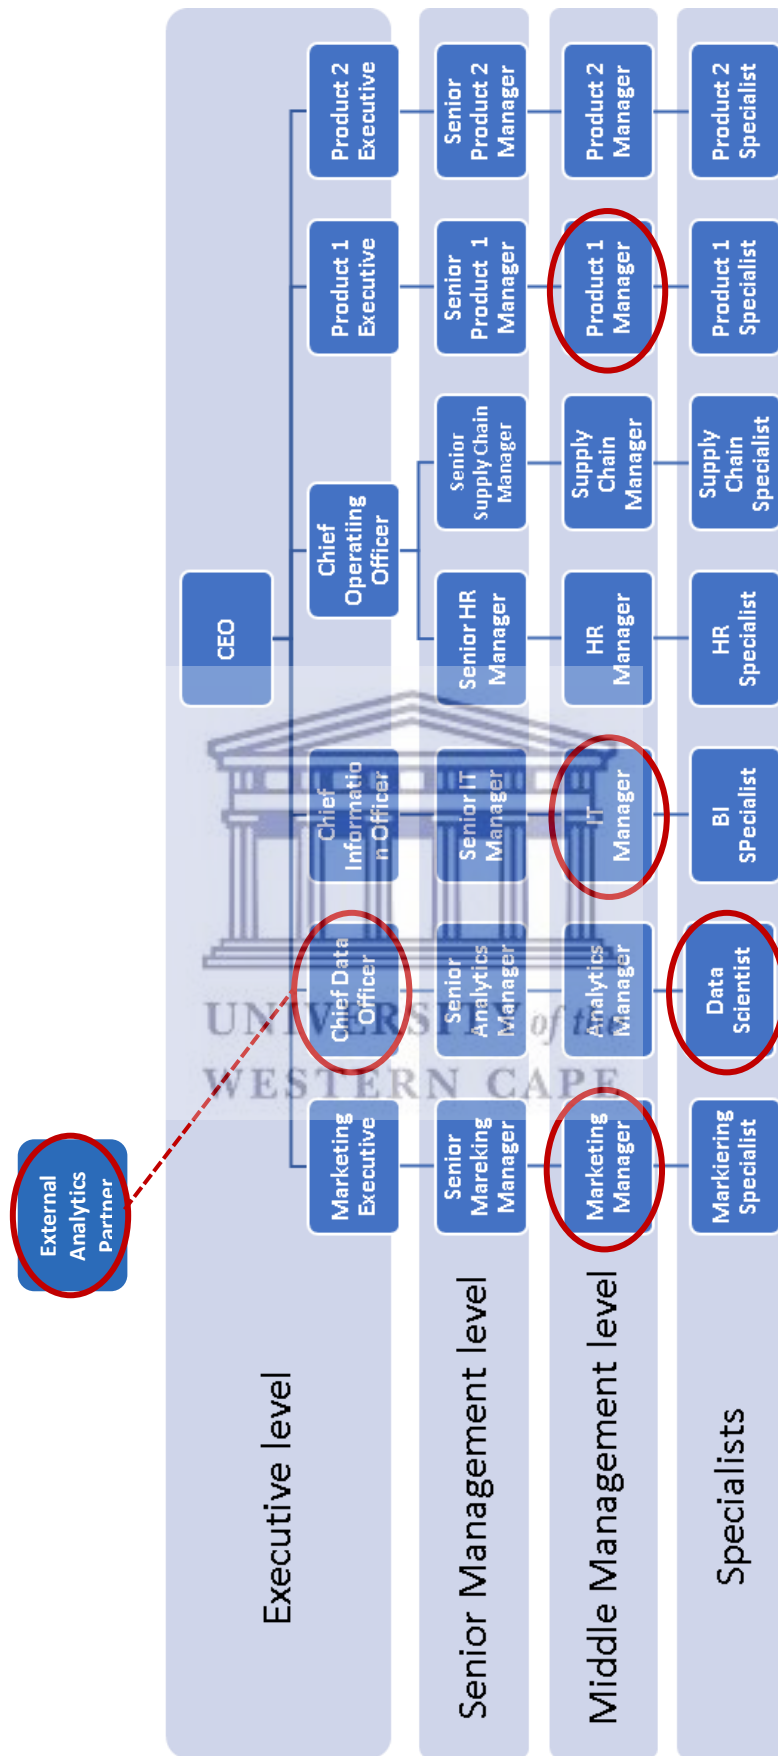 External
Analytics
Partner
Executive level
CEO
Marketing
Executive
Chief Data
Officer
Chief
Informatio
n Officer
Chief
Operatiing
Officer
Product 1
Executive
Product 2
Executive
Senior Management level
Senior
Mareking
Manager
Senior
Analytics
Manager
Senior IT
Manager
Senior HR
Manager
Senior
Supply Chain
Manager
Senior
Product 1
Manager
Senior
Product 2
Manager
Middle Management level
Marketing
Manager
Analytics
Manager
IT
Manager
HR
Manager
Supply
Chain
Manager
Product 1
Manager
Product 2
Manager
Specialists
Markiering
Specialist
Data
Scientist
BI
SPecialist
HR
Specialist
Supply
Chain
Specialist
Product 1
Specialist
Product 2
Specialist
UNIVERSITY of the
WESTERN CAPE